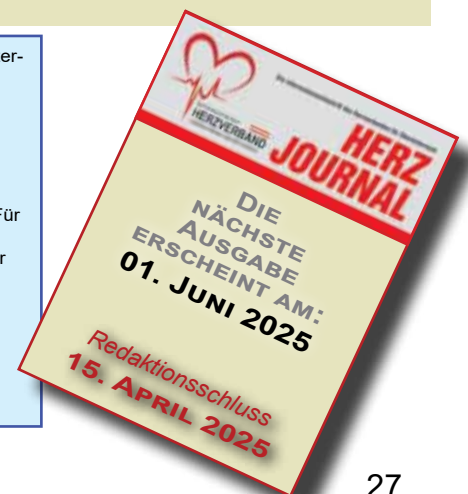 er-
Für
r
HERZVERBAND
HERZ
JOURNAL
DIE
NÄCHSTE
AUSGABE
ERSCHEINT AM:
01. JUNI 2025
Redaktionsschluss
15. APRIL 2025
27